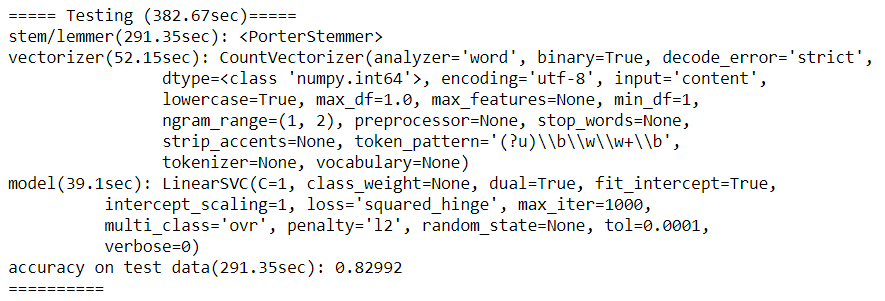 ===== Testing (382.67sec)=====
stem/lemmer(291.35sec): <PorterStemmer>
vectorizer(52.15sec): CountVectorizer(analyzer='word', binary=True, decode_error='strict',
dtype=<class 'numpy.int64'>, encoding='utf-8', input='content',
lowercase=True, max_df=1.0, max_features=None, min_df=1,
ngram_range=(1, 2), preprocessor=None, stop_words=None,
strip_accents=None, token_pattern='(?u)\\b\\w\\w+\\b',
tokenizer=None, vocabulary=None)
model(39.1sec): LinearSVC(C=1, class_weight=None, dual=True, fit_intercept=True,
intercept_scaling=1, loss='squared_hinge', max_iter=1000,
multi_class='ovr', penalty='l2', random_state=None, tol=0.0001,
verbose=0)
accuracy on test data(291.35sec): 0.82992
==========